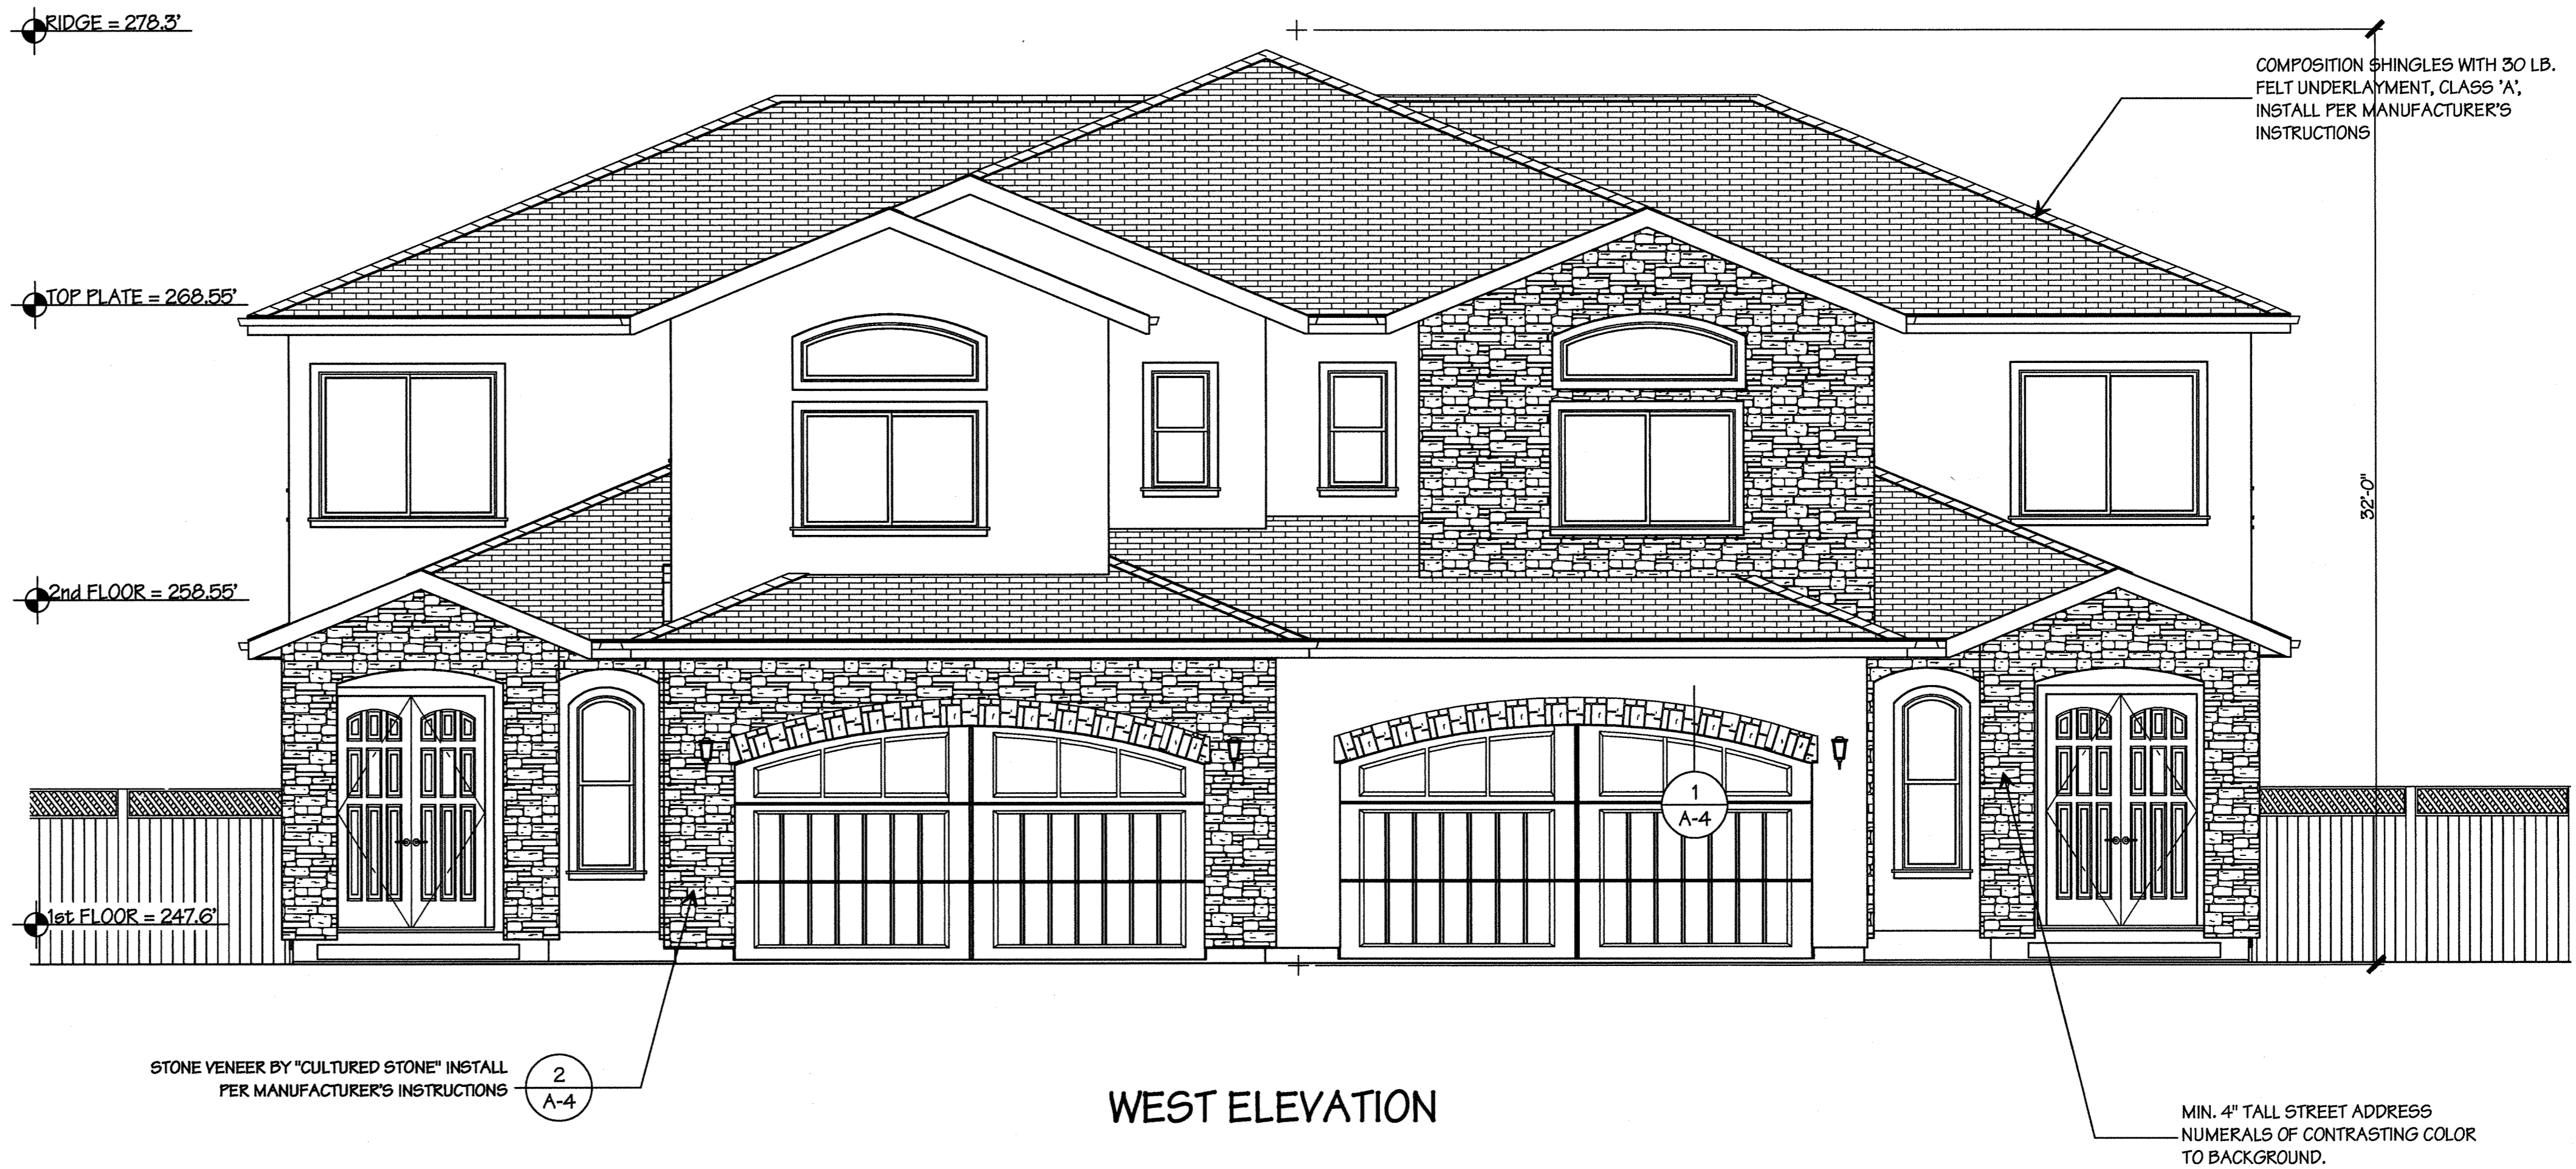 RIDGE = 278.3'
COMPOSITION SHINGLES WITH 30 LB.
FELT UNDERLAYMENT, CLASS 'A',
INSTALL PER MANUFACTURER'S
INSTRUCTIONS
TOP PLATE = 268.55'
32'-0"
2nd FLOOR = 258.55'
1
A-4
1st FLOOR = 247.6'
STONE VENEER BY "CULTURED STONE" INSTALL
PER MANUFACTURER'S INSTRUCTIONS
2
A-4
WEST ELEVATION
MIN. 4" TALL STREET ADDRESS
NUMERALS OF CONTRASTING COLOR
TO BACKGROUND.